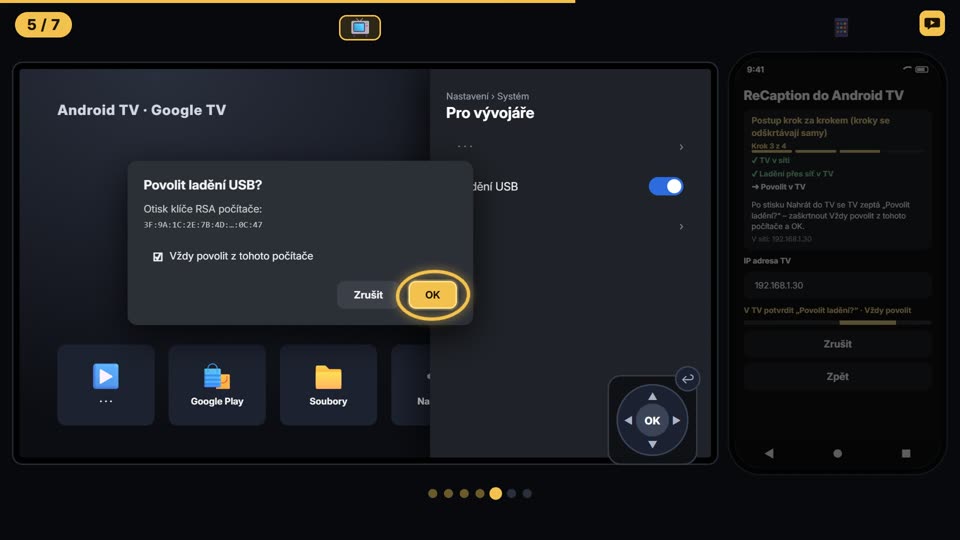 5 / 7
Android TV · Google TV
Nastavení › Systém
Pro vývojáře
...
dění USB
Povolit ladění USB?
Otisk klíče RSA počítače:
3F:9A:1C:2E:7B:4D:…:0C:47
Vždy povolit z tohoto počítače
Zrušit
OK
...
Google Play
Soubory
Na
OK
9:41
ReCaption do Android TV
Postup krok za krokem (kroky se
odškrtávají samy)
Krok 3 z 4
✓ TV v síti
✓ Ladění přes síť v TV
➔ Povolit v TV
Po stisku Nahrát do TV se TV zeptá „Povolit
ladění?“ – zaškrtnout Vždy povolit z tohoto
počítače a OK.
V síti: 192.168.1.30
IP adresa TV
192.168.1.30
V TV potvrdit „Povolit ladění?“ · Vždy povolit
Zrušit
Zpět